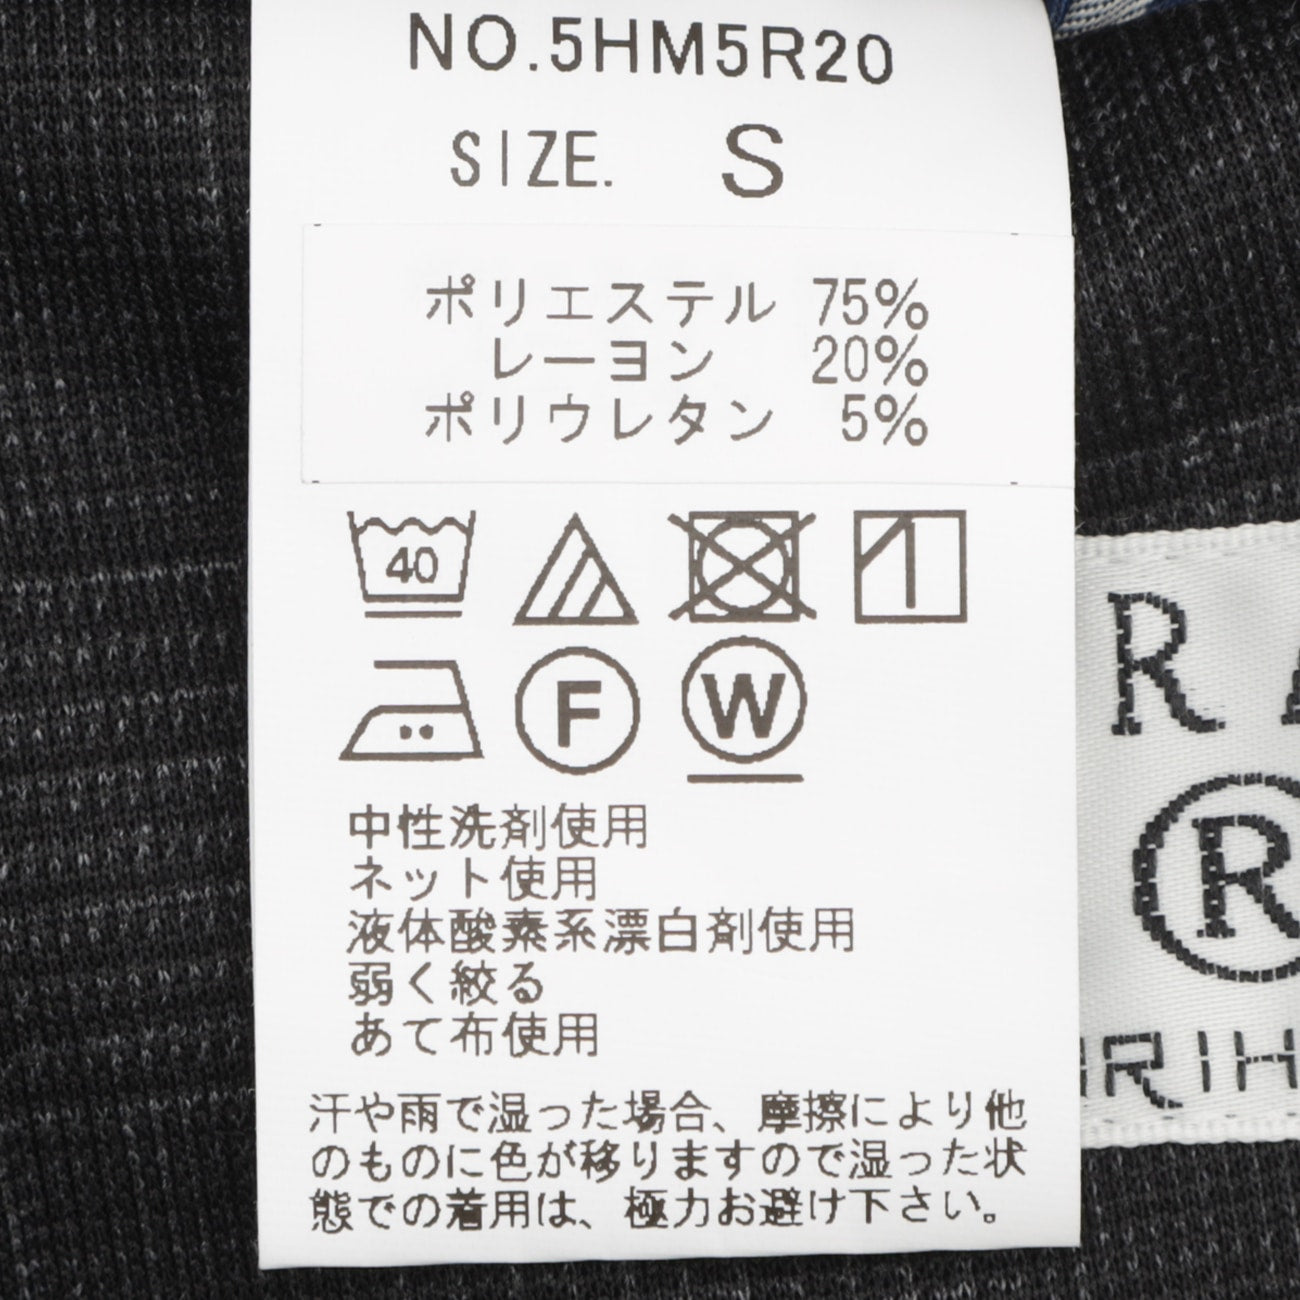 NO.5HM5R20
SIZE. S
ポリエステル 75%
レーヨン 20%
ポリウレタン 5%
40
F
W
中性洗剤使用
ネット使用
液体酸素系漂白剤使用
弱く絞る
あて布使用
汗や雨で湿った場合、摩擦により他
のものに色が移りますので湿った状
態での着用は、極力お避け下さい。
R
®
RIH